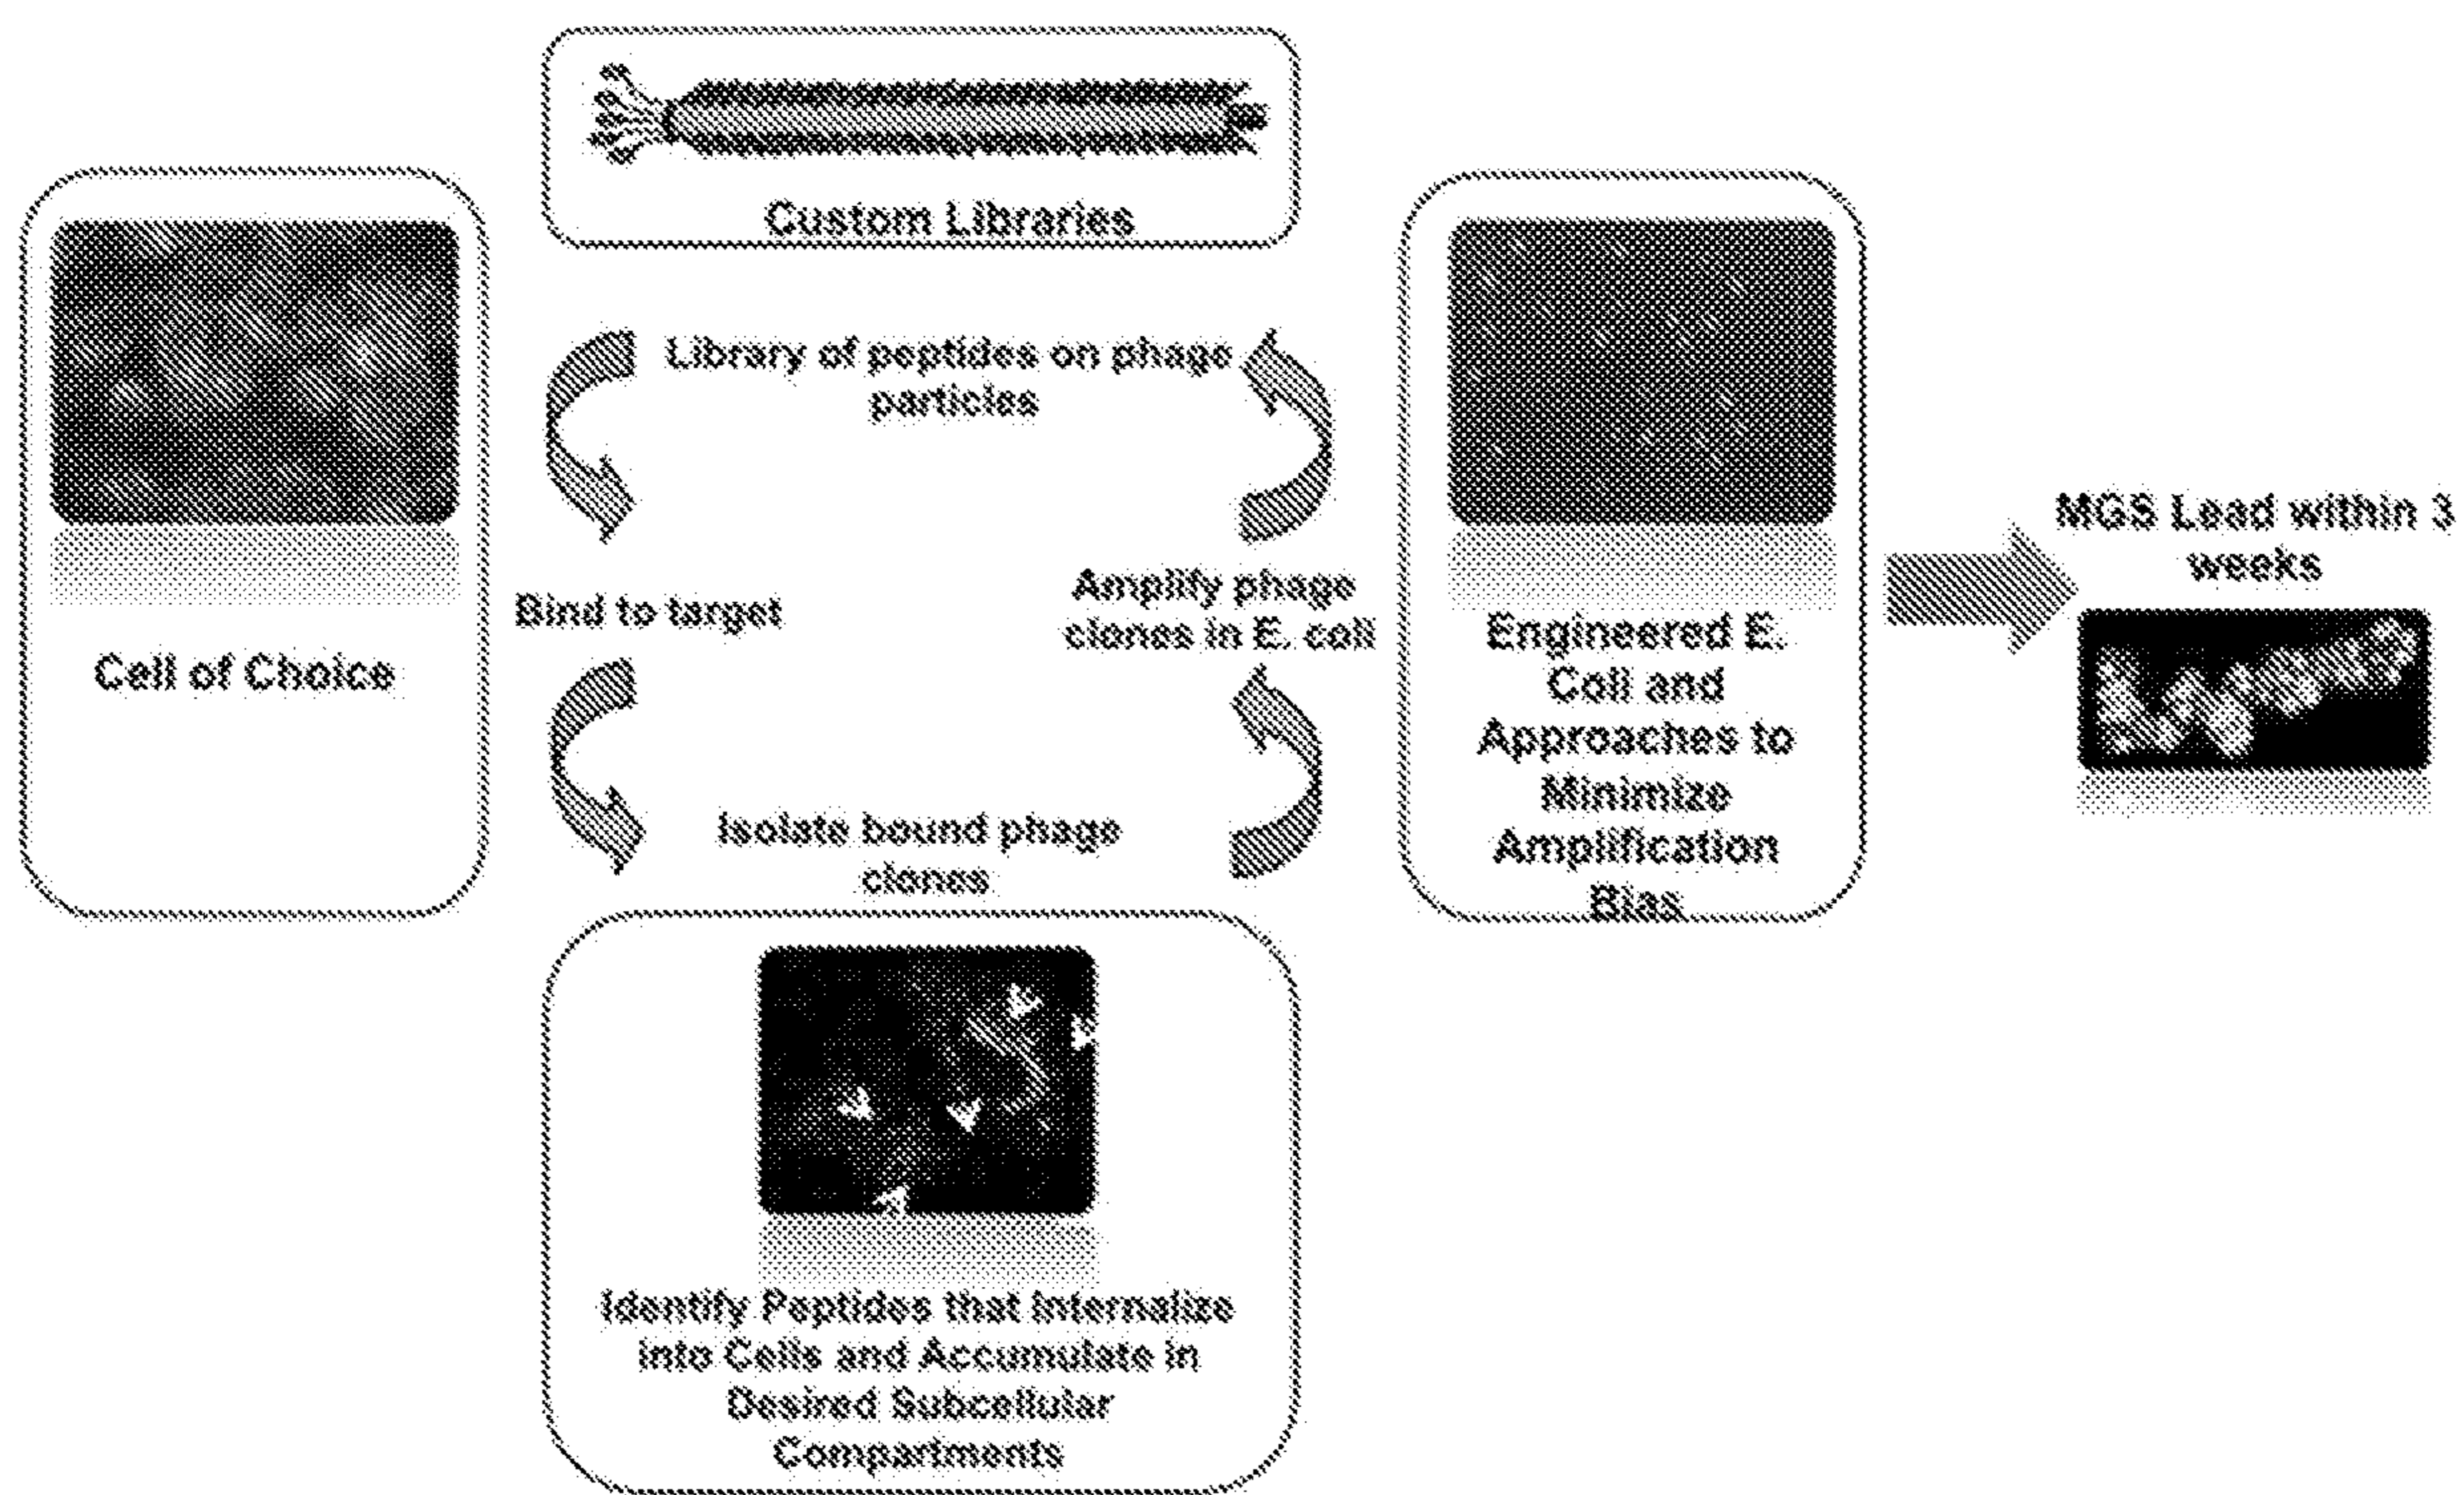 Custom Libraries
Library of peptides on phage
particles
Bind to target
Amplify phage
clones in E. coli
Isolate bound phage
clones
Cell of Choice
Engineered E.
Coli and
Approaches to
Minimize
Amplification
Bias
MGS Lead within 3
weeks
Identify Peptides that Internalize
into Cells and Accumulate in
Desired Subcellular
Compartments